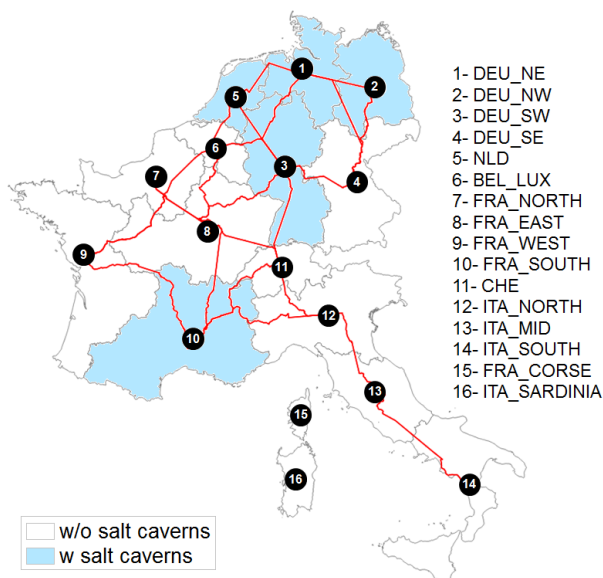 1
2
5
6
3
7
4
8
9
11
12
10
13
15
16
14
1- DEU_NE
2- DEU_NW
3- DEU_SW
4- DEU_SE
5- NLD
6- BEL_LUX
7- FRA_NORTH
8- FRA_EAST
9- FRA_WEST
10- FRA_SOUTH
11- CHE
12- ITA_NORTH
13- ITA_MID
14- ITA_SOUTH
15- FRA_CORSE
16- ITA_SARDINIA
w/o salt caverns
w salt caverns